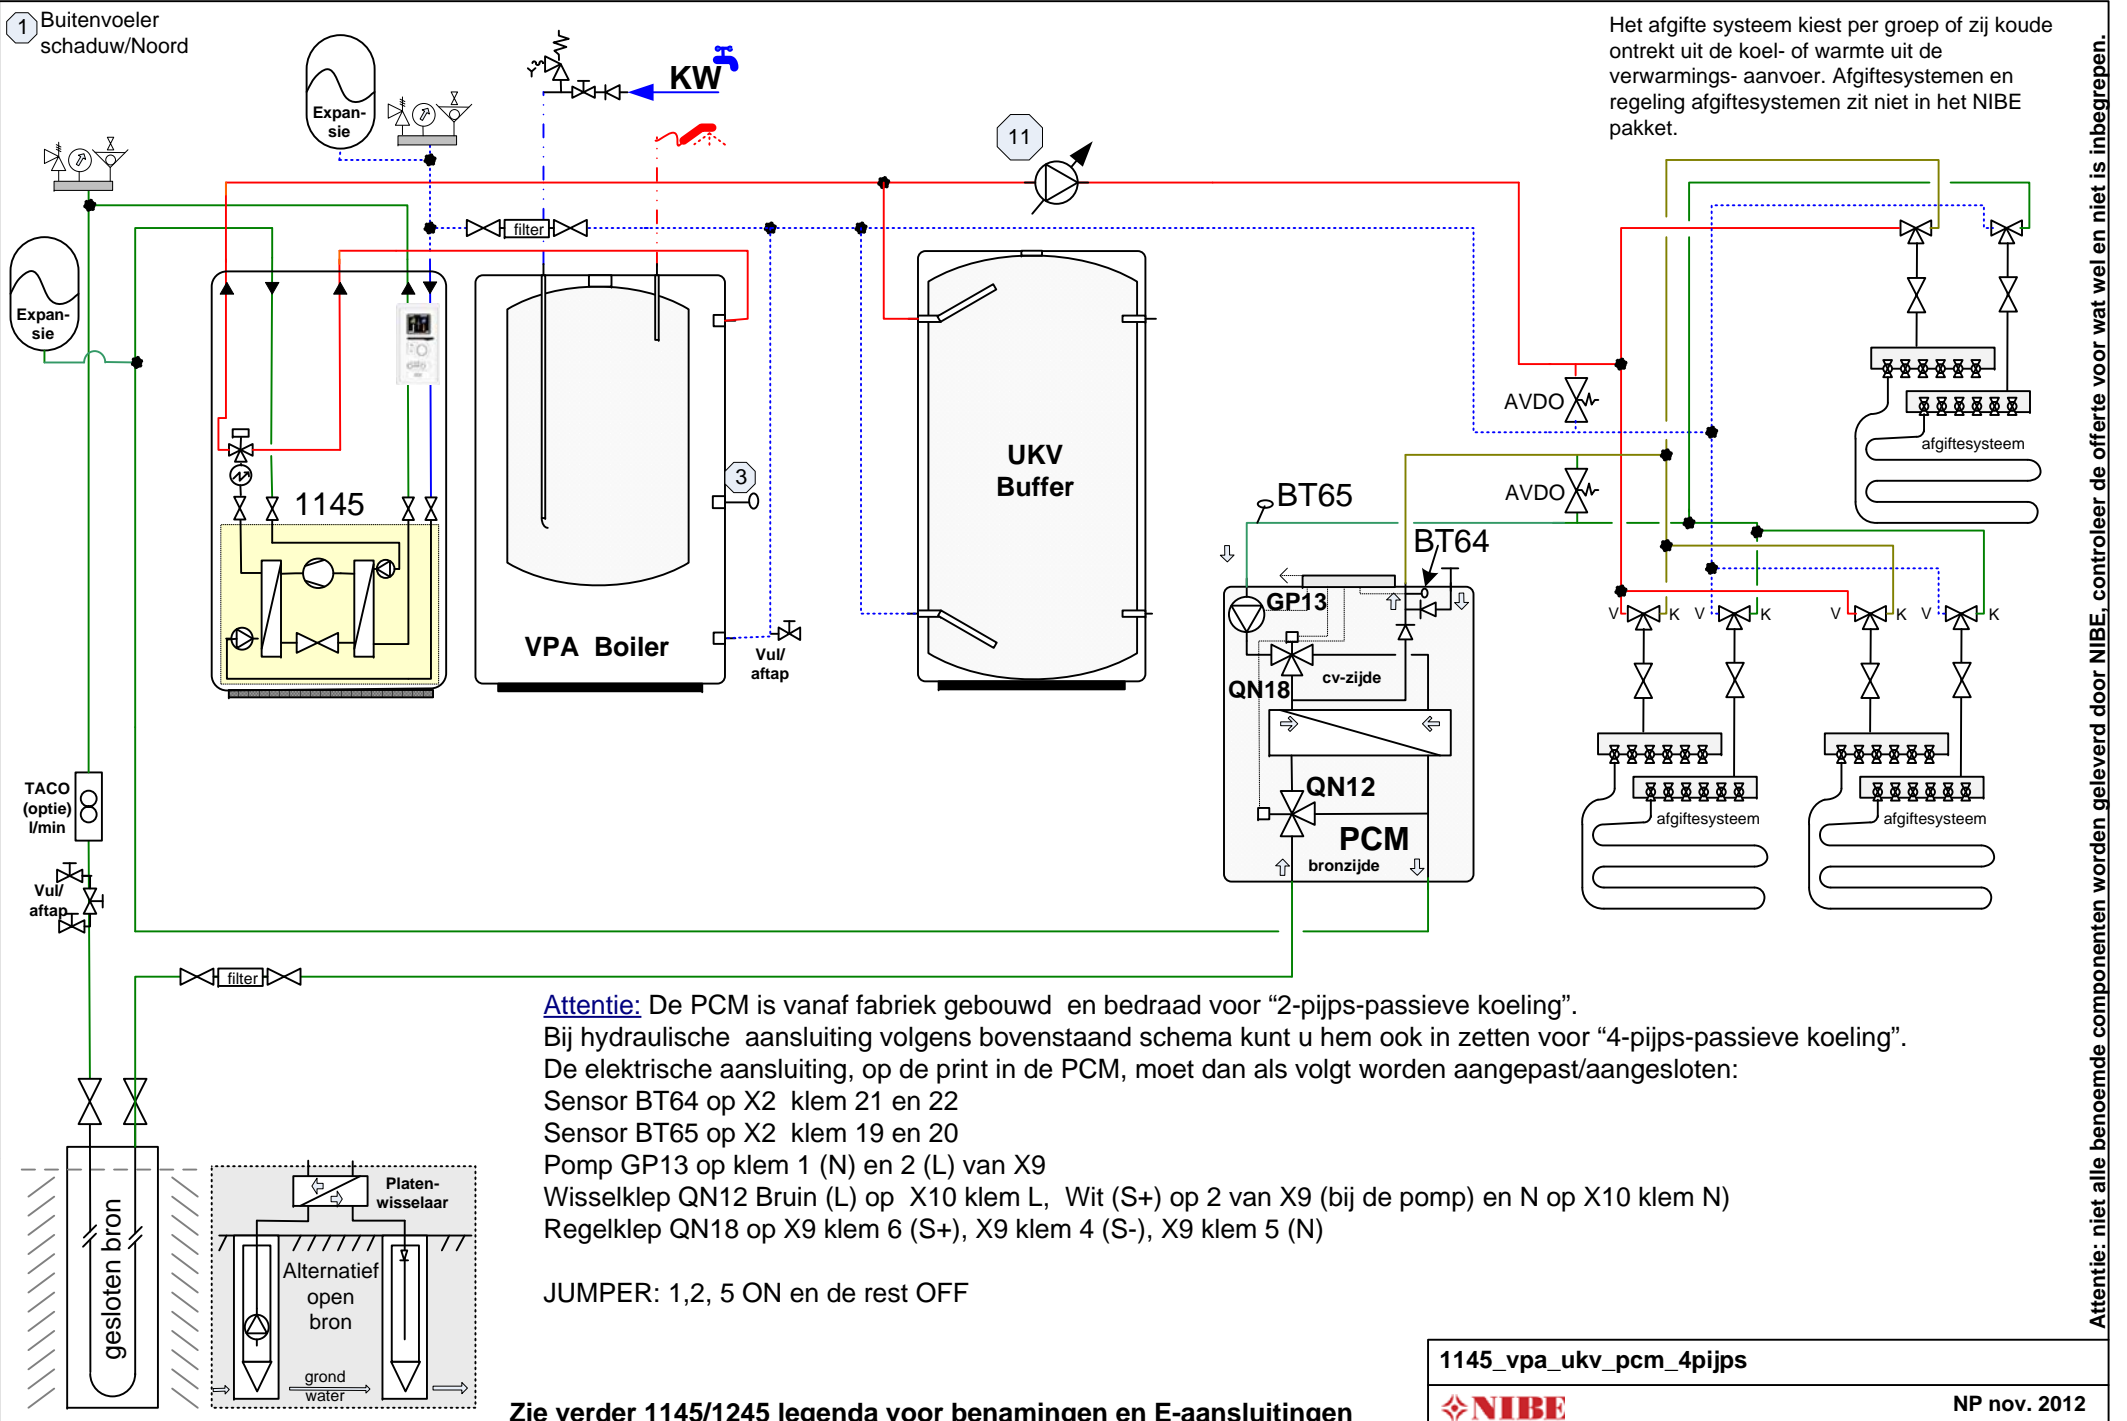 1
Buitenvoeler
schaduw/Noord
Expan-
sie
KW
11
Het afgifte systeem kiest per groep of zij koude
ontrekt uit de koel- of warmte uit de
verwarmings- aanvoer. Afgiftesystemen en
regeling afgiftesystemen zit niet in het NIBE
pakket.
Attentie: niet alle benoemde componenten worden geleverd door NIBE, controleer de offerte voor wat wel en niet is inbegrepen.
filter
Expan-
sie
1145
VPA Boiler
3
Vul/
aftap
UKV
Buffer
AVDO
AVDO
BT65
BT64
GP13
QN18
cv-zijde
QN12
PCM
bronzijde
afgiftesysteem
V
K
V
K
V
K
V
K
afgiftesysteem
afgiftesysteem
TACO
(optie)
l/min
Vul/
aftap
filter
gesloten bron
Platen-
wisselaar
Alternatief
open
bron
grond
water
Attentie: De PCM is vanaf fabriek gebouwd en bedraad voor “2-pijps-passieve koeling”.
Bij hydraulische aansluiting volgens bovenstaand schema kunt u hem ook in zetten voor “4-pijps-passieve koeling”.
De elektrische aansluiting, op de print in de PCM, moet dan als volgt worden aangepast/aangesloten:
Sensor BT64 op X2 klem 21 en 22
Sensor BT65 op X2 klem 19 en 20
Pomp GP13 op klem 1 (N) en 2 (L) van X9
Wisselklep QN12 Bruin (L) op X10 klem L, Wit (S+) op 2 van X9 (bij de pomp) en N op X10 klem N)
Regelklep QN18 op X9 klem 6 (S+), X9 klem 4 (S-), X9 klem 5 (N)
JUMPER: 1,2, 5 ON en de rest OFF
Zie verder 1145/1245 legenda voor benamingen en E-aansluitingen
1145_vpa_ukv_pcm_4pijps
NIBE
NP nov. 2012